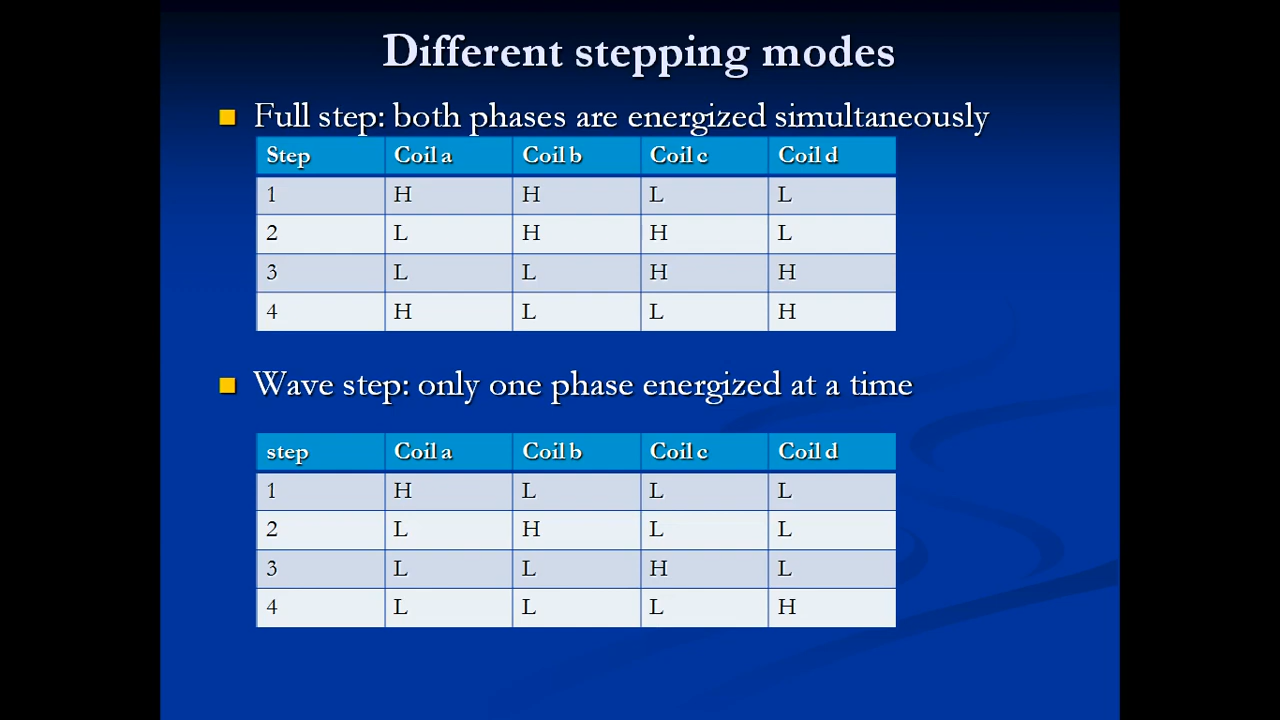 Different stepping modes
Full step: both phases are energized simultaneously
Step Coil a Coil b Coil c Coil d
1 H H L L
2 L H H L
3 L L H H
4 H L L H
Wave step: only one phase energized at a time
step Coil a Coil b Coil c Coil d
1 H L L L
2 L H L L
3 L L H L
4 L L L H